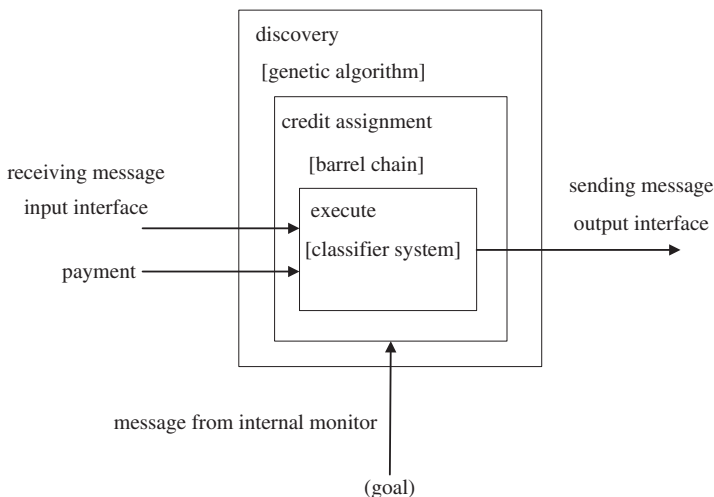 discovery
[genetic algorithm]
credit assignment
[barrel chain]
receiving message
input interface
execute
[classifier system]
payment
sending message
output interface
message from internal monitor
(goal)